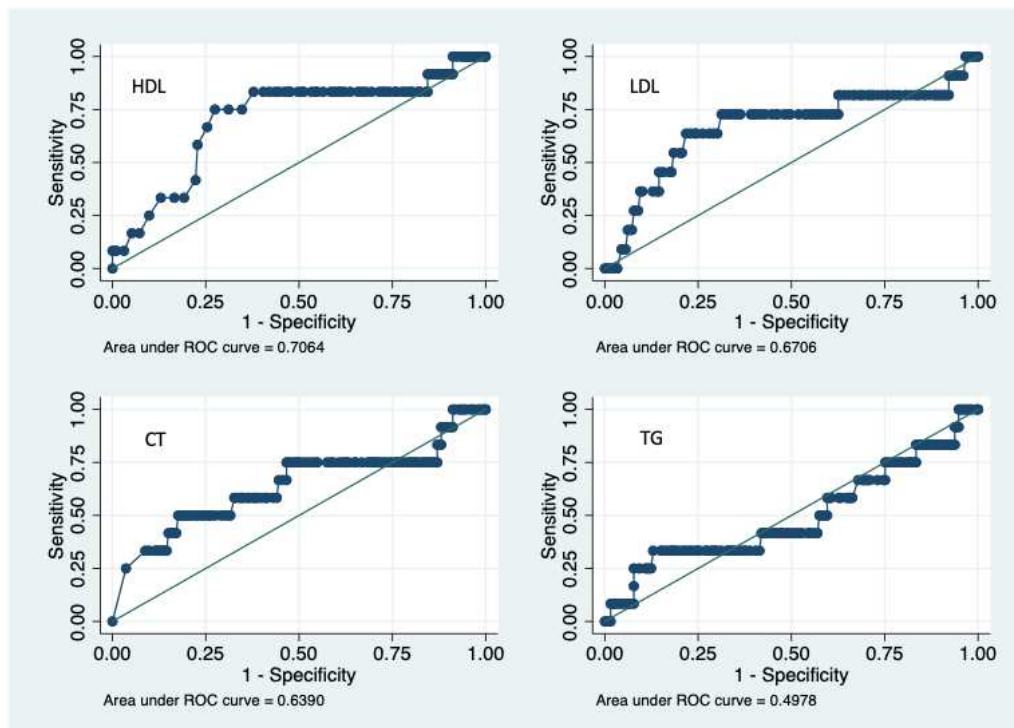 HDL
Sensitivity
1.00
0.75
0.50
0.25
0.00
0.00 0.25 0.50 0.75 1.00
1 - Specificity
Area under ROC curve = 0.7064
LDL
Sensitivity
1.00
0.75
0.50
0.25
0.00
0.00 0.25 0.50 0.75 1.00
1 - Specificity
Area under ROC curve = 0.6706
CT
Sensitivity
1.00
0.75
0.50
0.25
0.00
0.00 0.25 0.50 0.75 1.00
1 - Specificity
Area under ROC curve = 0.6390
TG
Sensitivity
1.00
0.75
0.50
0.25
0.00
0.00 0.25 0.50 0.75 1.00
1 - Specificity
Area under ROC curve = 0.4978